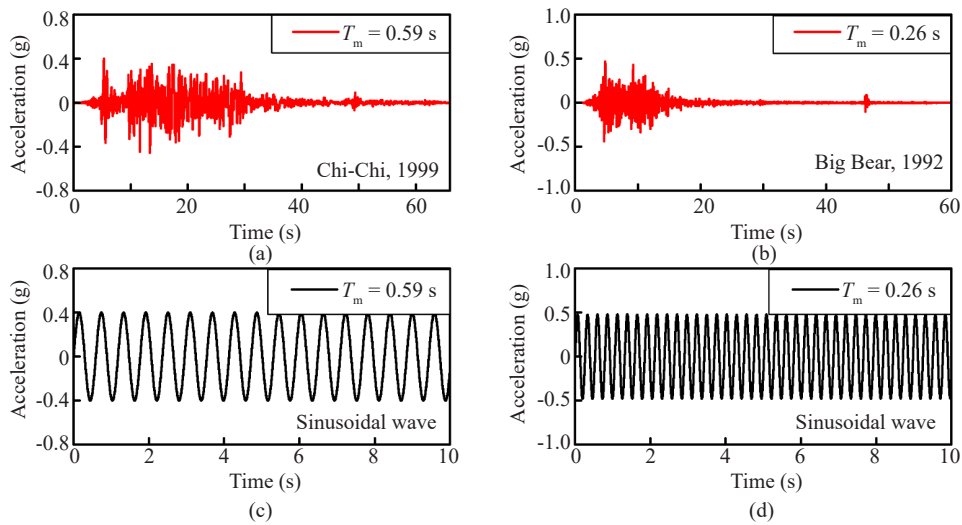 Acceleration (g)
0.8
0.4
0
-0.4
-0.8
T_m = 0.59 s
Chi-Chi, 1999
0 20 40 60
Time (s)
(a)
Acceleration (g)
1.0
0.5
0
-0.5
-1.0
T_m = 0.26 s
Big Bear, 1992
0 10 20 30 40 50 60
Time (s)
(b)
Acceleration (g)
0.8
0.4
0
-0.4
-0.8
T_m = 0.59 s
Sinusoidal wave
0 2 4 6 8 10
Time (s)
(c)
Acceleration (g)
1.0
0.5
0
-0.5
-1.0
T_m = 0.26 s
Sinusoidal wave
0 2 4 6 8 10
Time (s)
(d)